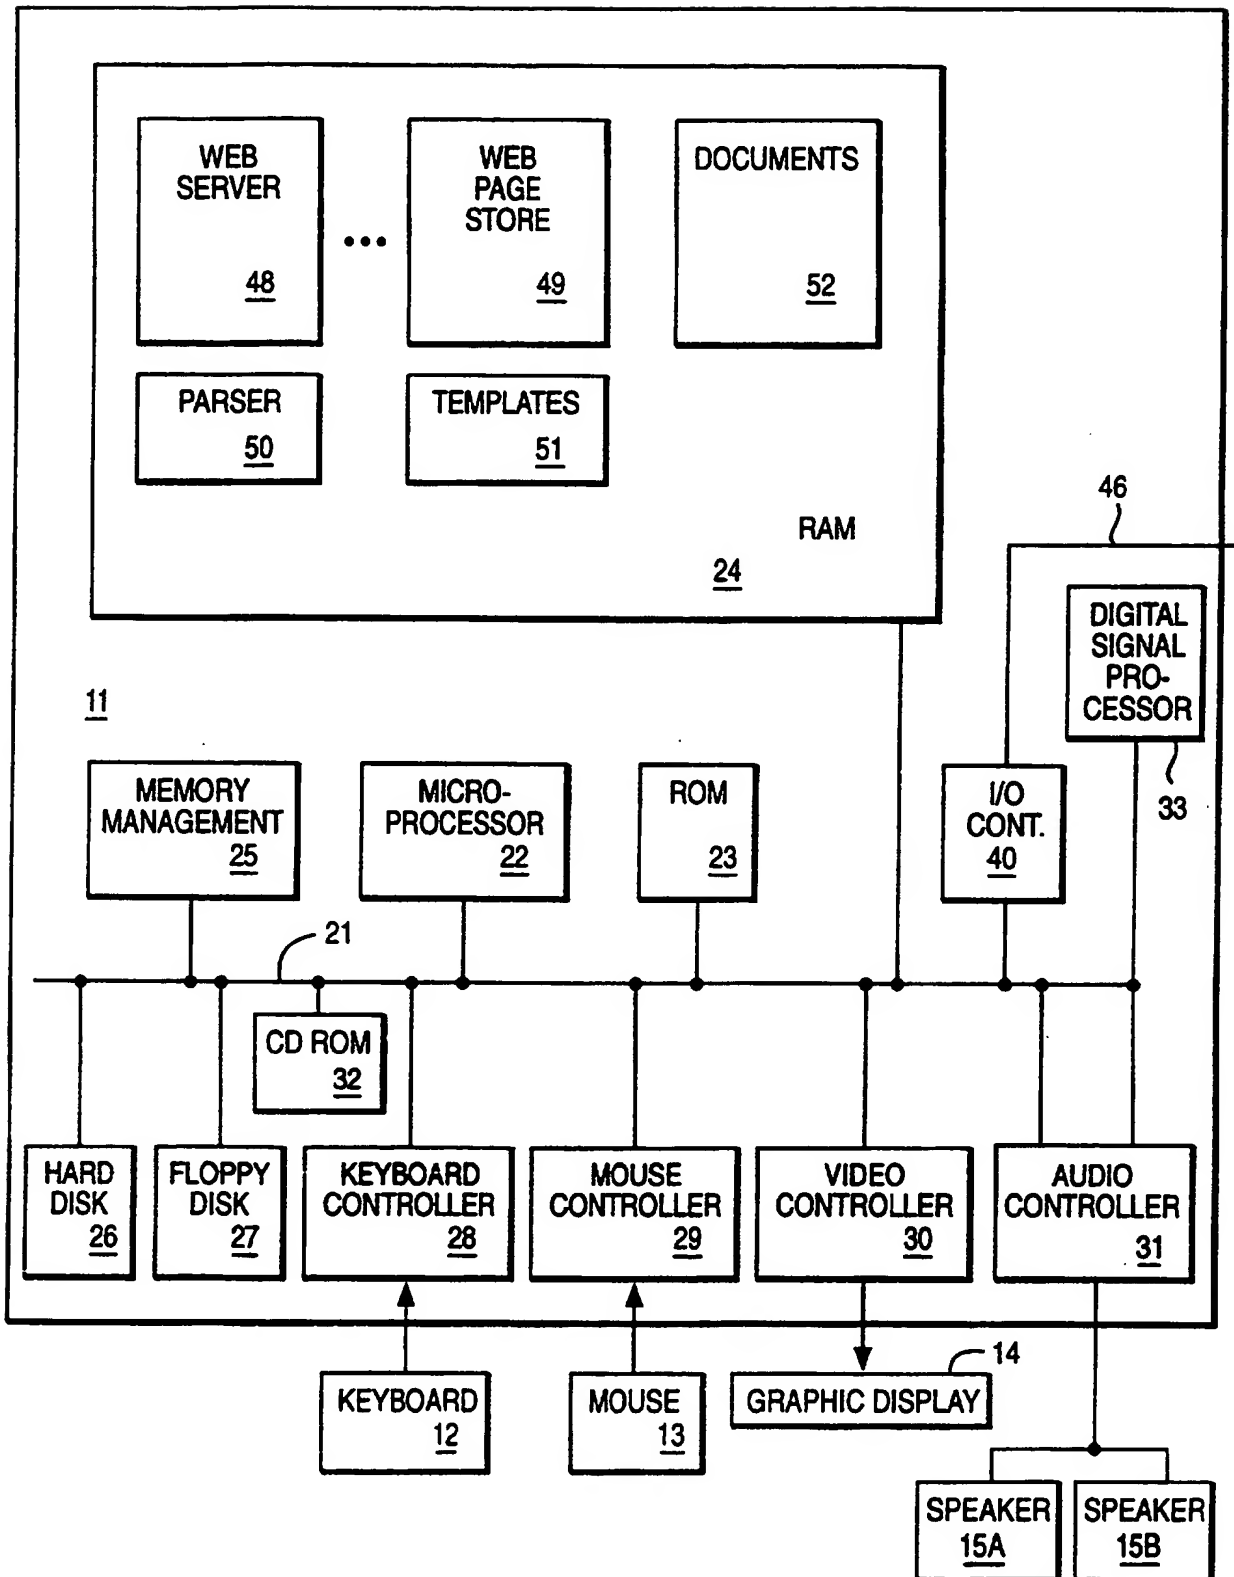 WEB
SERVER
48
...
WEB
PAGE
STORE
49
DOCUMENTS
52
PARSER
50
TEMPLATES
51
RAM
24
46
DIGITAL
SIGNAL
PRO-
CESSOR
33
11
MEMORY
MANAGEMENT
25
MICRO-
PROCESSOR
22
ROM
23
I/O
CONT.
40
21
CD ROM
32
HARD
DISK
26
FLOPPY
DISK
27
KEYBOARD
CONTROLLER
28
MOUSE
CONTROLLER
29
VIDEO
CONTROLLER
30
AUDIO
CONTROLLER
31
KEYBOARD
12
MOUSE
13
14
GRAPHIC DISPLAY
SPEAKER
15A
SPEAKER
15B